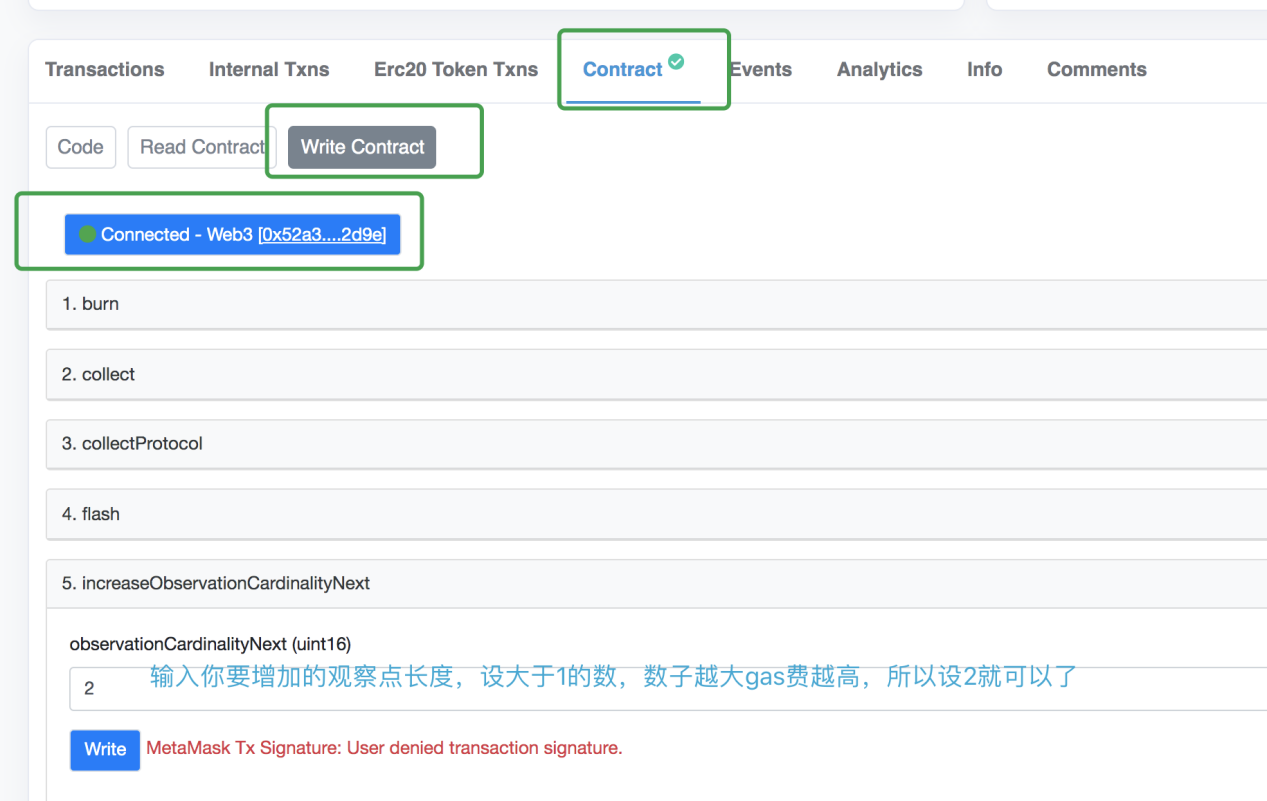 Transactions Internal Txns Erc20 Token Txns Contract Events Analytics Info Comments
Code Read Contract Write Contract
Connected - Web3 [0x52a3....2d9e]
1. burn
2. collect
3. collectProtocol
4. flash
5. increaseObservationCardinalityNext
observationCardinalityNext (uint16)
2 输入你要增加的观察点长度，设大于1的数，数子越大gas费越高，所以设2就可以了
Write MetaMask Tx Signature: User denied transaction signature.